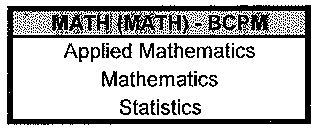 MATH (MATH) - BCPM
Applied Mathematics
Mathematics
Statistics